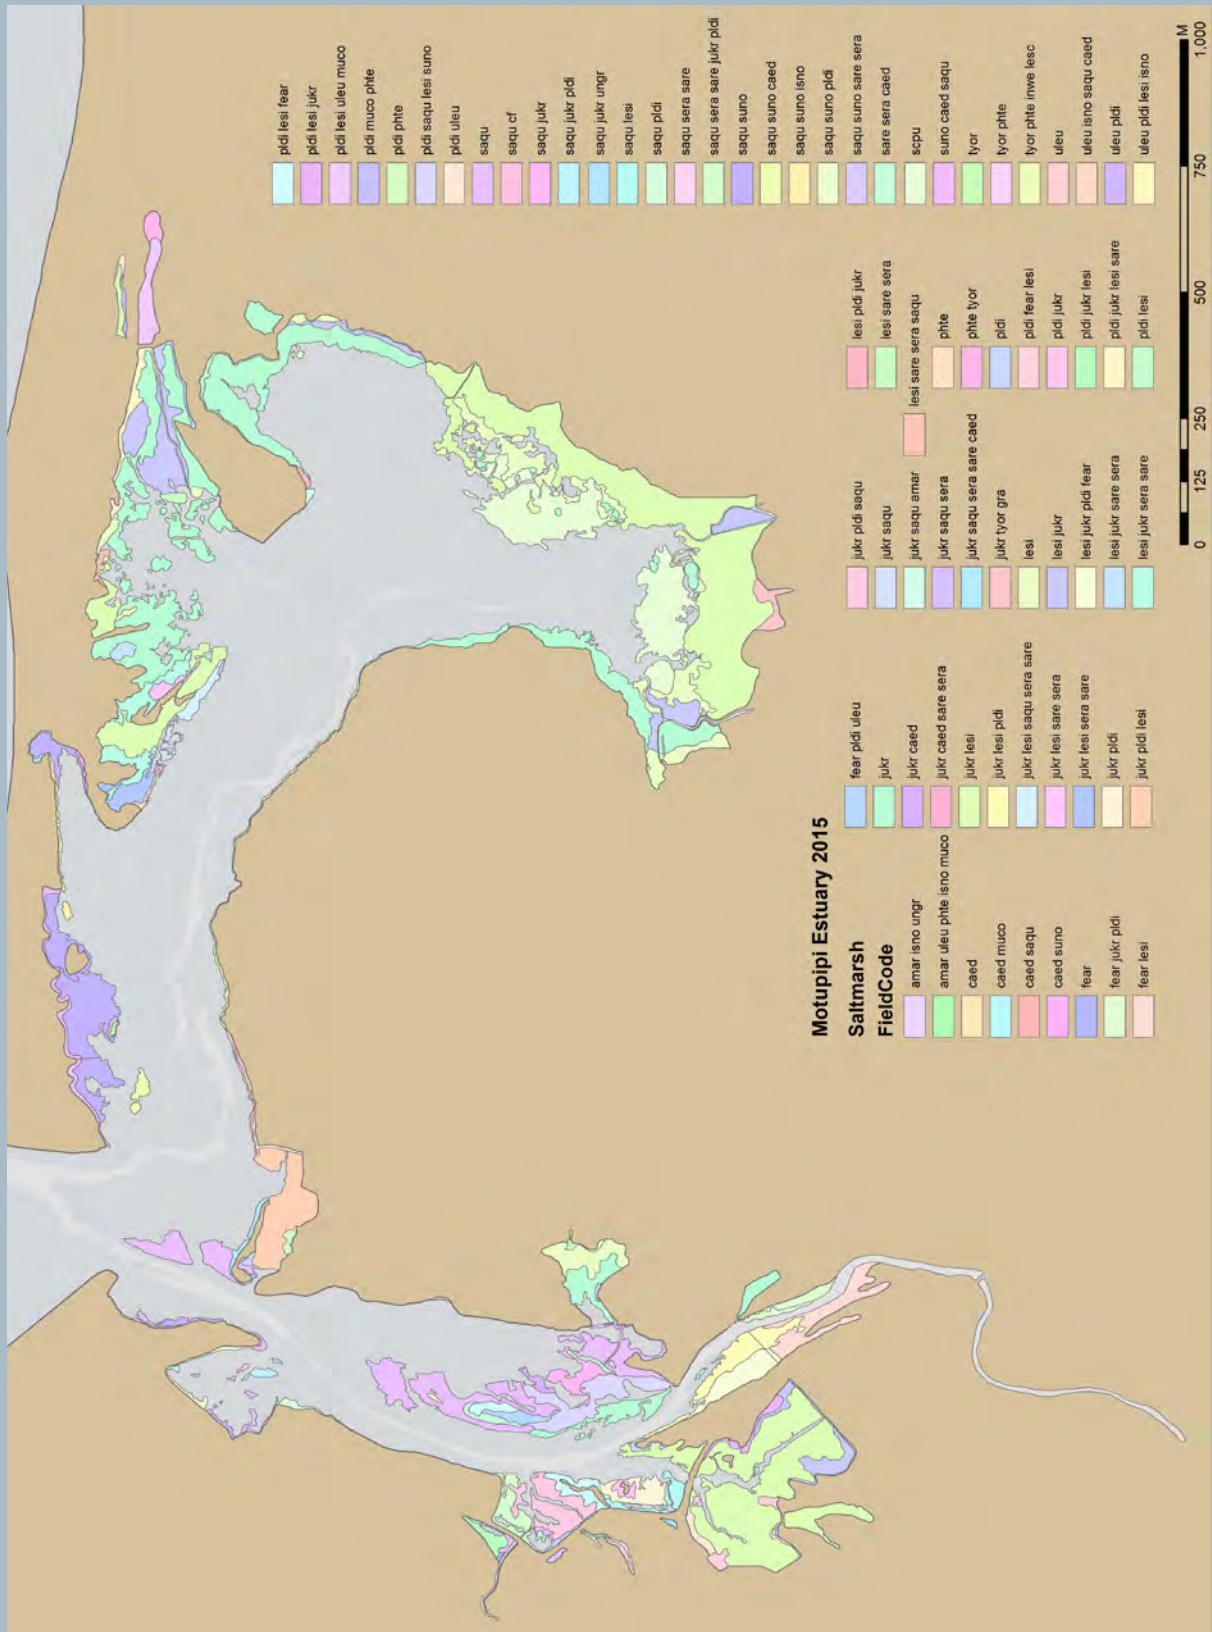 Motupipi Estuary 2015
Saltmarsh
FieldCode
amar isno ungr
amar uleu phte isno muco
caed
caed muco
caed saqu
caed suno
fear
fear jukr pldi
fear lesi
fear pldi uleu
jukr
jukr caed
jukr caed sare sera
jukr lesi
jukr lesi pldi
jukr lesi saqu sera sare
jukr lesi sare sera
jukr lesi sera sare
jukr pldi
jukr pldi lesi
jukr pldi saqu
jukr saqu
jukr saqu amar
jukr saqu sera
jukr saqu sera sare caed
jukr tyor gra
lesi
lesi jukr
lesi jukr pldi fear
lesi jukr sare sera
lesi jukr sera sare
lesi pldi jukr
lesi sare sera
lesi sare sera saqu
phte
phte tyor
pldi
pldi fear lesi
pldi jukr
pldi jukr lesi
pldi jukr lesi sare
pldi lesi
pldi lesi fear
pldi lesi jukr
pldi lesi uleu muco
pldi muco phte
pldi phte
pldi saqu lesi suno
pldi uleu
saqu
saqu cf
saqu jukr
saqu jukr pldi
saqu jukr ungr
saqu lesi
saqu pldi
saqu sera sare
saqu sera sare jukr pldi
saqu suno
saqu suno caed
saqu suno isno
saqu suno pldi
saqu suno sare sera
sare sera caed
scpu
suno caed saqu
tyor
tyor phte
tyor phte inwe lesc
uleu
uleu isno saqu caed
uleu pldi
uleu pldi lesi isno
0 125 250 500 750 1,000
M